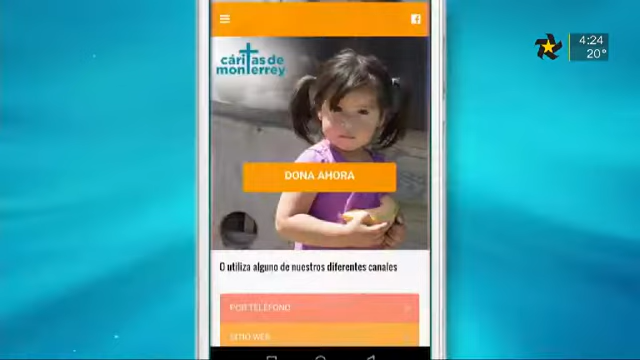 4:24
20°
cáritas de
monterrey
DONA AHORA
O utiliza alguno de nuestros diferentes canales
POR TELÉFONO
SITIO WEB